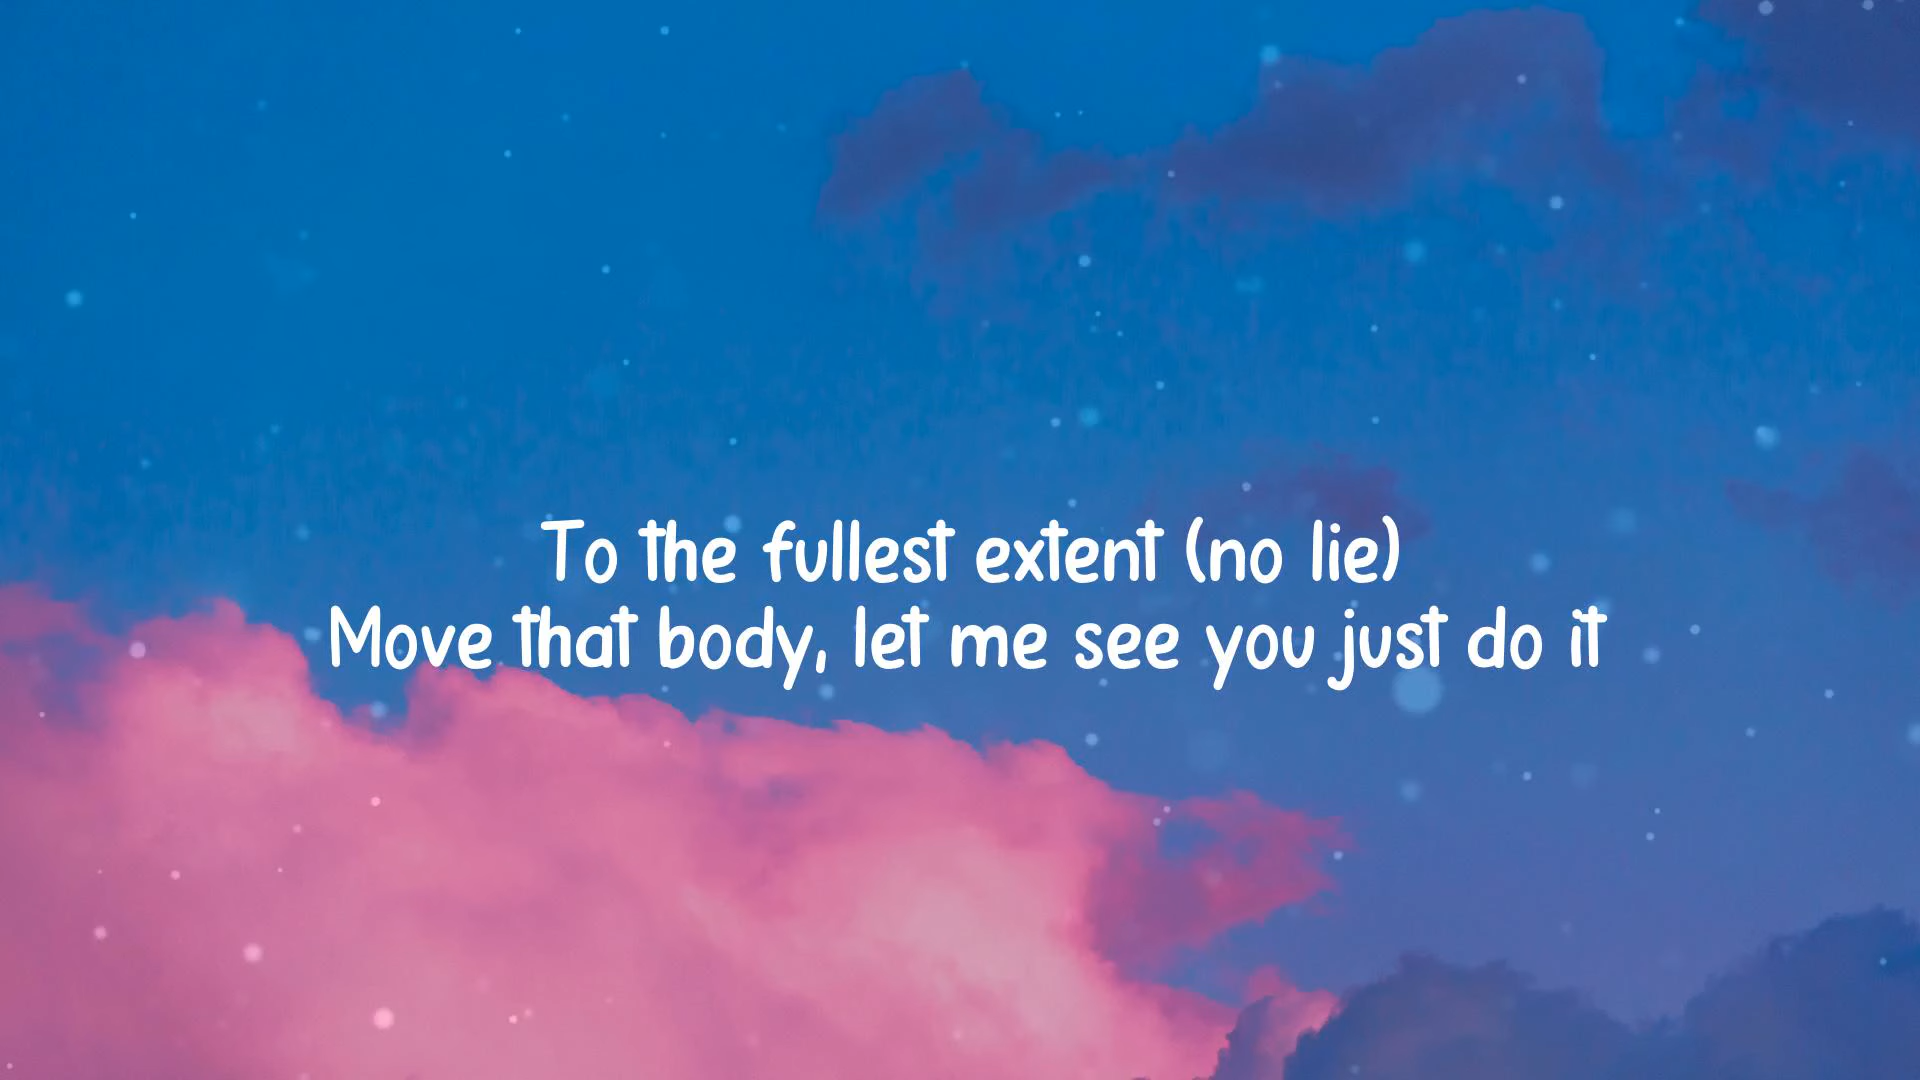 To the fullest extent (no lie)
Move that body, let me see you just do it